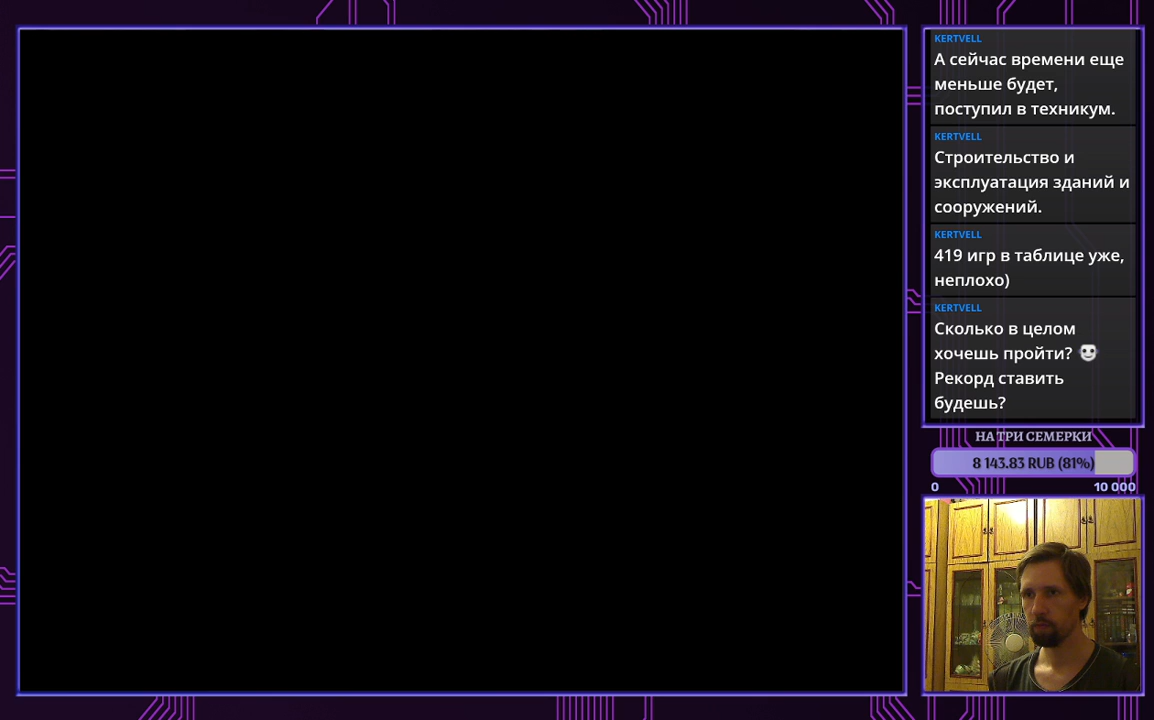 KERTVELL
А сейчас времени еще
меньше будет,
поступил в техникум.
KERTVELL
Строительство и
эксплуатация зданий и
сооружений.
KERTVELL
419 игр в таблице уже,
неплохо)
KERTVELL
Сколько в целом
хочешь пройти?
Рекорд ставить
будешь?
НА ТРИ СЕМЕРКИ
8 143.83 RUB (81%)
0 10 000